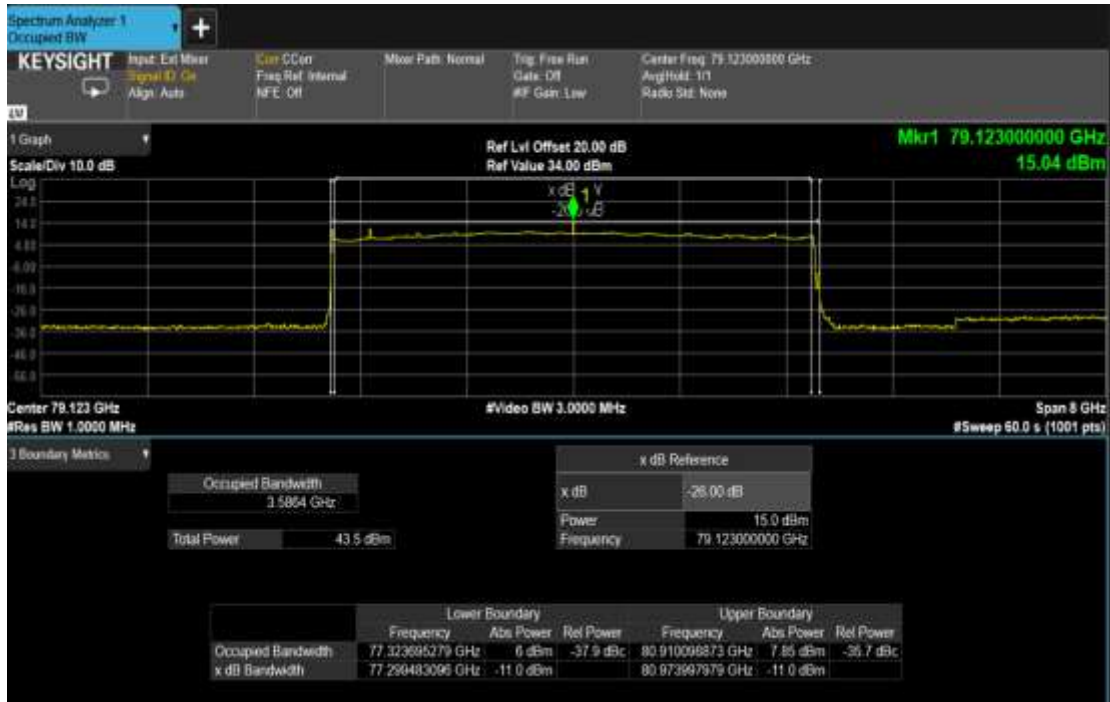 Spectrum Analyzer 1
Occupied BW
+
KEYSIGHT
Input: Ext Mixer
Signal ID: On
Align: Auto
Corr CCorr
Freq Ref: Internal
NFE: Off
Mixer Path: Normal
Trig: Free Run
Gate: Off
#IF Gain: Low
Center Freq: 79.123000000 GHz
Avg|Hold: 1/1
Radio Std: None
1 Graph
Scale/Div 10.0 dB
Ref Lvl Offset 20.00 dB
Ref Value 34.00 dBm
Mkr1 79.123000000 GHz
15.04 dBm
Log
24.0
14.0
4.00
-6.00
-16.0
-26.0
-36.0
-46.0
-56.0
x dB
1
Center 79.123 GHz
#Res BW 1.0000 MHz
#Video BW 3.0000 MHz
Span 8 GHz
#Sweep 60.0 s (1001 pts)
3 Boundary Metrics
Occupied Bandwidth
3.5864 GHz
Total Power 43.5 dBm
x dB Reference
x dB -26.00 dB
Power 15.0 dBm
Frequency 79.123000000 GHz
Lower Boundary Upper Boundary
Frequency Abs Power Rel Power Frequency Abs Power Rel Power
Occupied Bandwidth 77.323695279 GHz 6 dBm -37.9 dBc 80.910096873 GHz 7.85 dBm -35.7 dBc
x dB Bandwidth 77.299483096 GHz -11.0 dBm 80.973997979 GHz -11.0 dBm